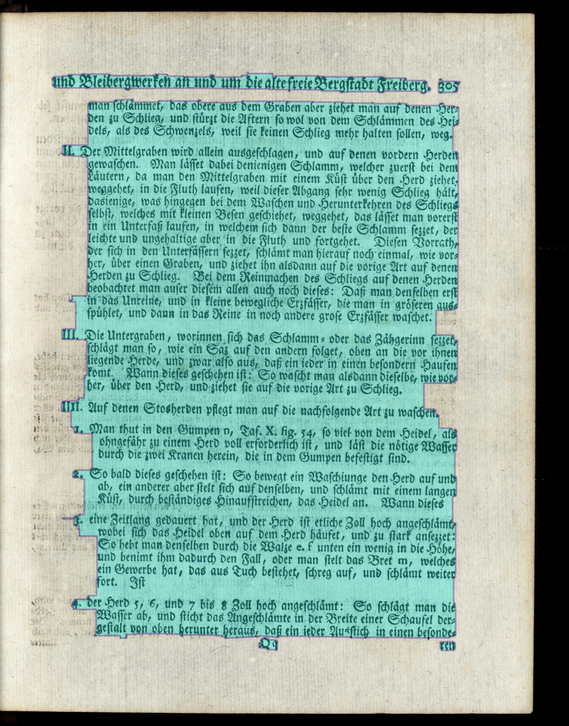 und Bleibergwerken an und um die alte freie Bergstadt Freiberg. 305
man schlämmet, das obere aus dem Graben aber ziehet man auf denen Her-
den zu Schlieg, und stürzt die Aftern so wol von dem Schlämmen des Hei-
dels, als des Schwenzels, weil sie keinen Schlieg mehr halten sollen, weg.
II. Der Mittelgraben wird allein ausgeschlagen, und auf denen vordern Herden
gewaschen. Man lässet dabei denienigen Schlamm, welcher zuerst bei dem
Läutern, da man den Mittelgraben mit einem Küst über den Herd ziehet,
weggehet, in die Fluth laufen, weil dieser Abgang sehr wenig Schlieg hält,
dasienige, was hingegen bei dem Waschen und Herunterkehren des Schliegs
selbst, welches mit kleinen Besen geschiehet, weggehet, das lässet man vorerst
in ein Unterfaß laufen, in welchem sich dann der beste Schlamm sezzet, der
leichte und ungehaltige aber in die Fluth und fortgehet. Diesen Vorrath,
der sich in den Unterfässern sezzet, schlämt man hierauf noch einmal, wie vor-
her, über einen Graben, und ziehet ihn alsdann auf die vorige Art auf denen
Herden zu Schlieg. Bei dem Reinmachen des Schliegs auf denen Herden
beobachtet man auser diesem allen auch noch dieses: Daß man denselben erst
in das Unreine, und in kleine bewegliche Erzfässer, die man in gröseren aus-
spühlet, und dann in das Reine in noch andere grose Erzfässer waschet.
III. Die Untergraben, worinnen sich das Schlamm- oder das Zähgerinn sezzet,
schlägt man so, wie ein Saz auf den andern folget, oben an die vor ihnen
liegende Herde, und zwar also aus, daß ein ieder in einen besondern Haufen
komt. Wann dieses geschehen ist: So wascht man alsdann dieselbe, wie vor-
her, über den Herd, und ziehet sie auf die vorige Art zu Schlieg.
IIII. Auf denen Stosherden pflegt man auf die nachfolgende Art zu waschen.
1. Man thut in den Gumpen n, Taf. X. fig. 54, so viel von dem Heidel, als
ohngefähr zu einem Herd voll erforderlich ist, und läst die nötige Wasser
durch die zwei Kranen herein, die in dem Gumpen befestigt sind.
2. So bald dieses geschehen ist: So bewegt ein Waschiunge den Herd auf und
ab, ein anderer aber stelt sich auf denselben, und schlämt mit einem langen
Küst, durch beständiges Hinaufstreichen, das Heidel an. Wann dieses
3. eine Zeitlang gedauert hat, und der Herd ist etliche Zoll hoch angeschlämt,
wobei sich das Heidel oben auf dem Herd häufet, und zu stark ansezzet:
So hebt man denselben durch die Walze e. f unten ein wenig in die Höhe,
und benimt ihm dadurch den Fall, oder man stelt das Bret m, welches
ein Gewerbe hat, das aus Tuch bestehet, schreg auf, und schlämt weiter
fort. Ist
4. der Herd 5, 6, und 7 bis 8 Zoll hoch angeschlämt: So schlägt man die
Wasser ab, und sticht das Angeschlämte in der Breite einer Schaufel der-
gestalt von oben herunter heraus, daß ein ieder Ausstich in einen besonde-
Qq
ren